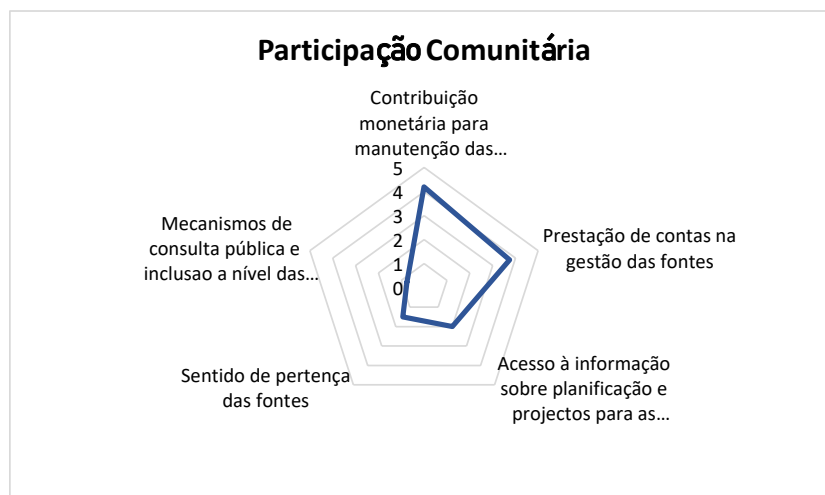 Participação Comunitária
Contribuição
monetária para
manutenção das...
5
4
3
2
1
0
Prestação de contas na
gestão das fontes
Acesso à informação
sobre planificação e
projectos para as...
Sentido de pertença
das fontes
Mecanismos de
consulta pública e
inclusao a nível das...